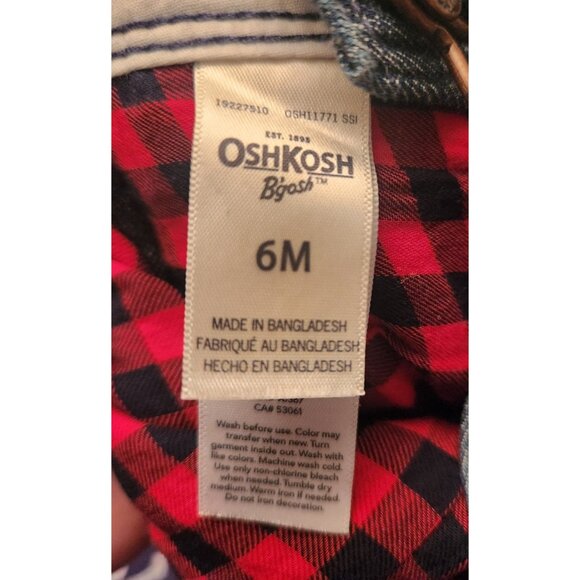 19227510 OSH11771 SSI
EST. 1895
OSHKOSH
B'gosh™
6M
MADE IN BANGLADESH
FABRIQUÉ AU BANGLADESH
HECHO EN BANGLADESH
CA# 53061
Wash before use. Color may
transfer when new. Turn
garment inside out. Wash with
like colors. Machine wash cold.
Use only non-chlorine bleach
when needed. Tumble dry
medium. Warm iron if needed.
Do not iron decoration.